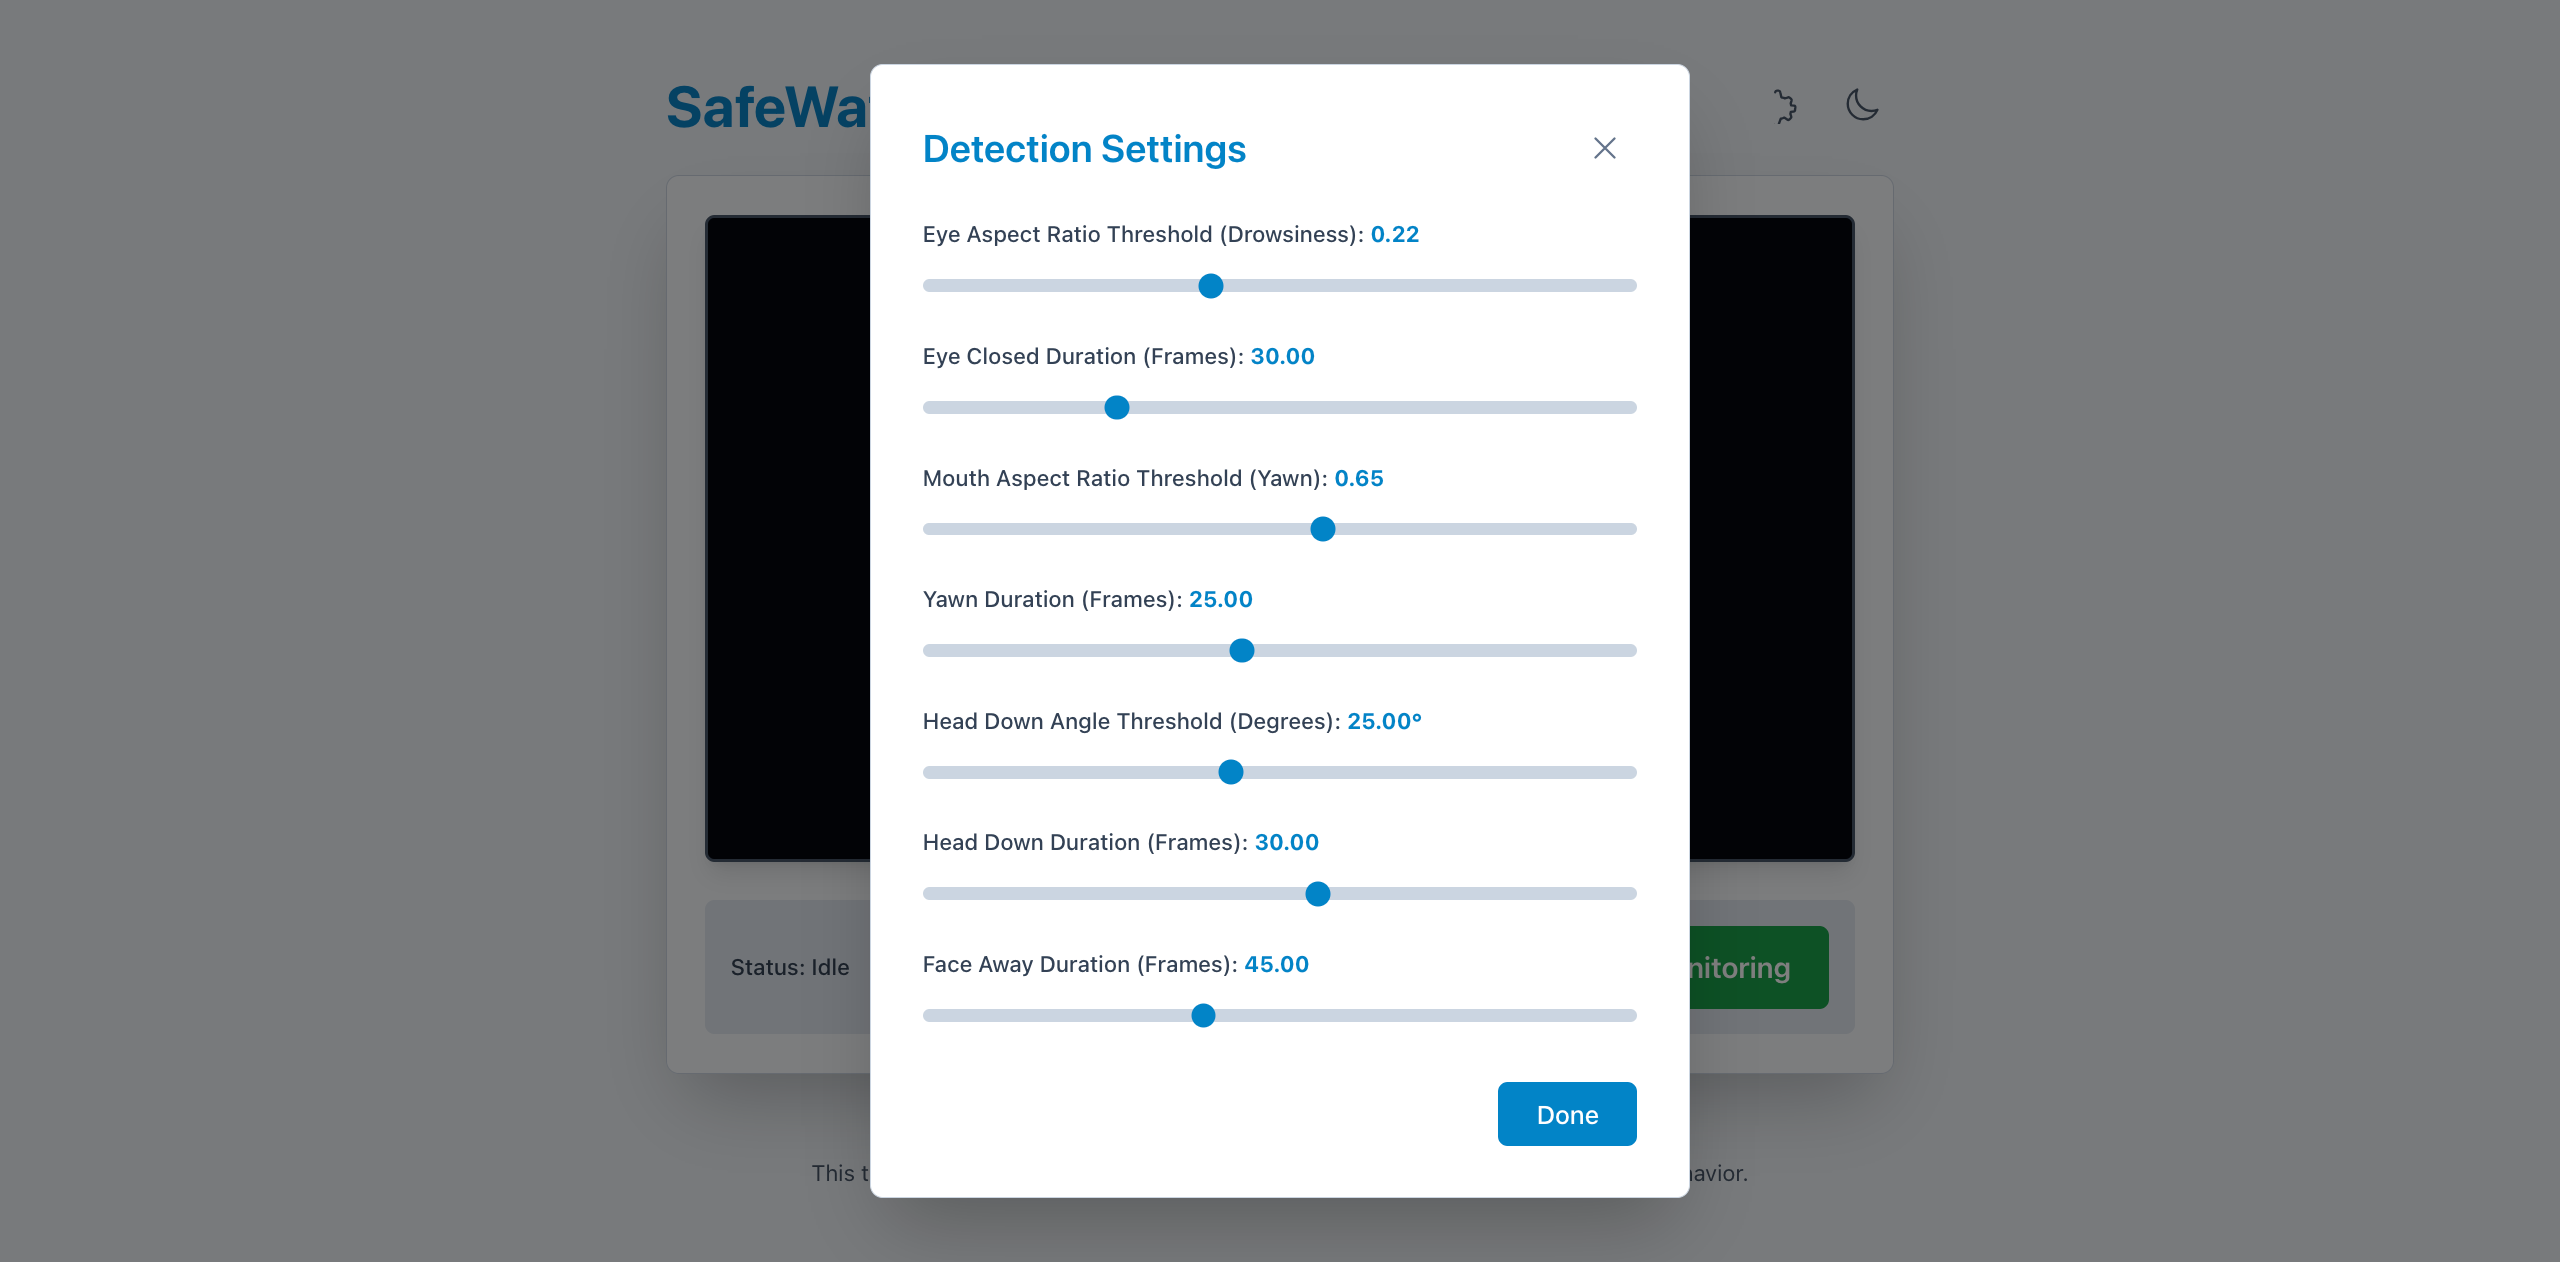 SafeWa
Detection Settings
Eye Aspect Ratio Threshold (Drowsiness): 0.22
Eye Closed Duration (Frames): 30.00
Mouth Aspect Ratio Threshold (Yawn): 0.65
Yawn Duration (Frames): 25.00
Head Down Angle Threshold (Degrees): 25.00°
Head Down Duration (Frames): 30.00
Status: Idle
nitoring
Face Away Duration (Frames): 45.00
Done
This t
avior.